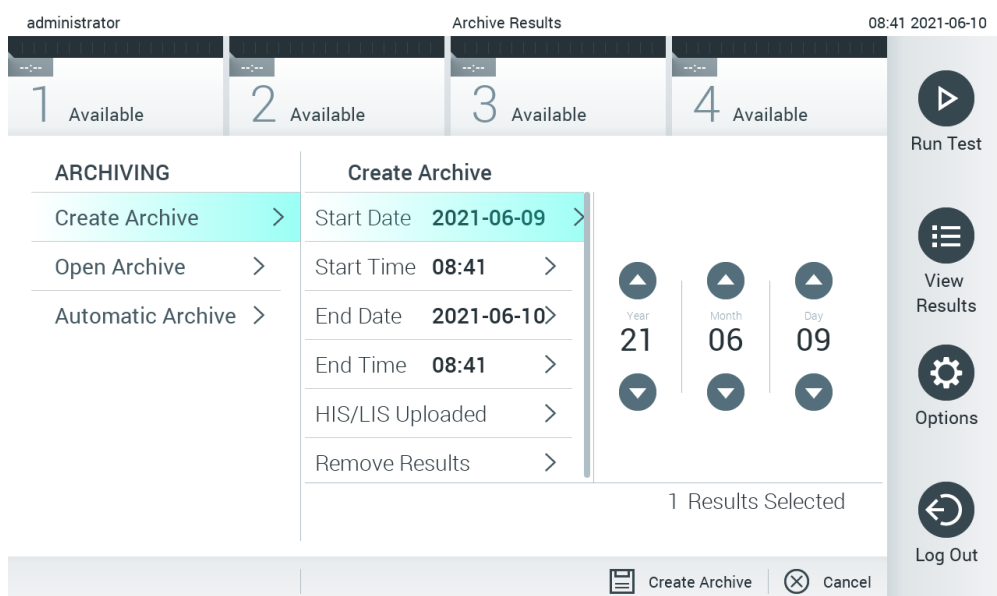 administrator Archive Results 08:41 2021-06-10
--:-- --:-- --:-- --:--
1 Available 2 Available 3 Available 4 Available
Run Test
ARCHIVING
Create Archive
Open Archive
Automatic Archive
Create Archive
Start Date 2021-06-09
Start Time 08:41
End Date 2021-06-10
End Time 08:41
HIS/LIS Uploaded
Remove Results
Year Month Day
21 06 09
1 Results Selected
View
Results
Options
Log Out
Create Archive Cancel